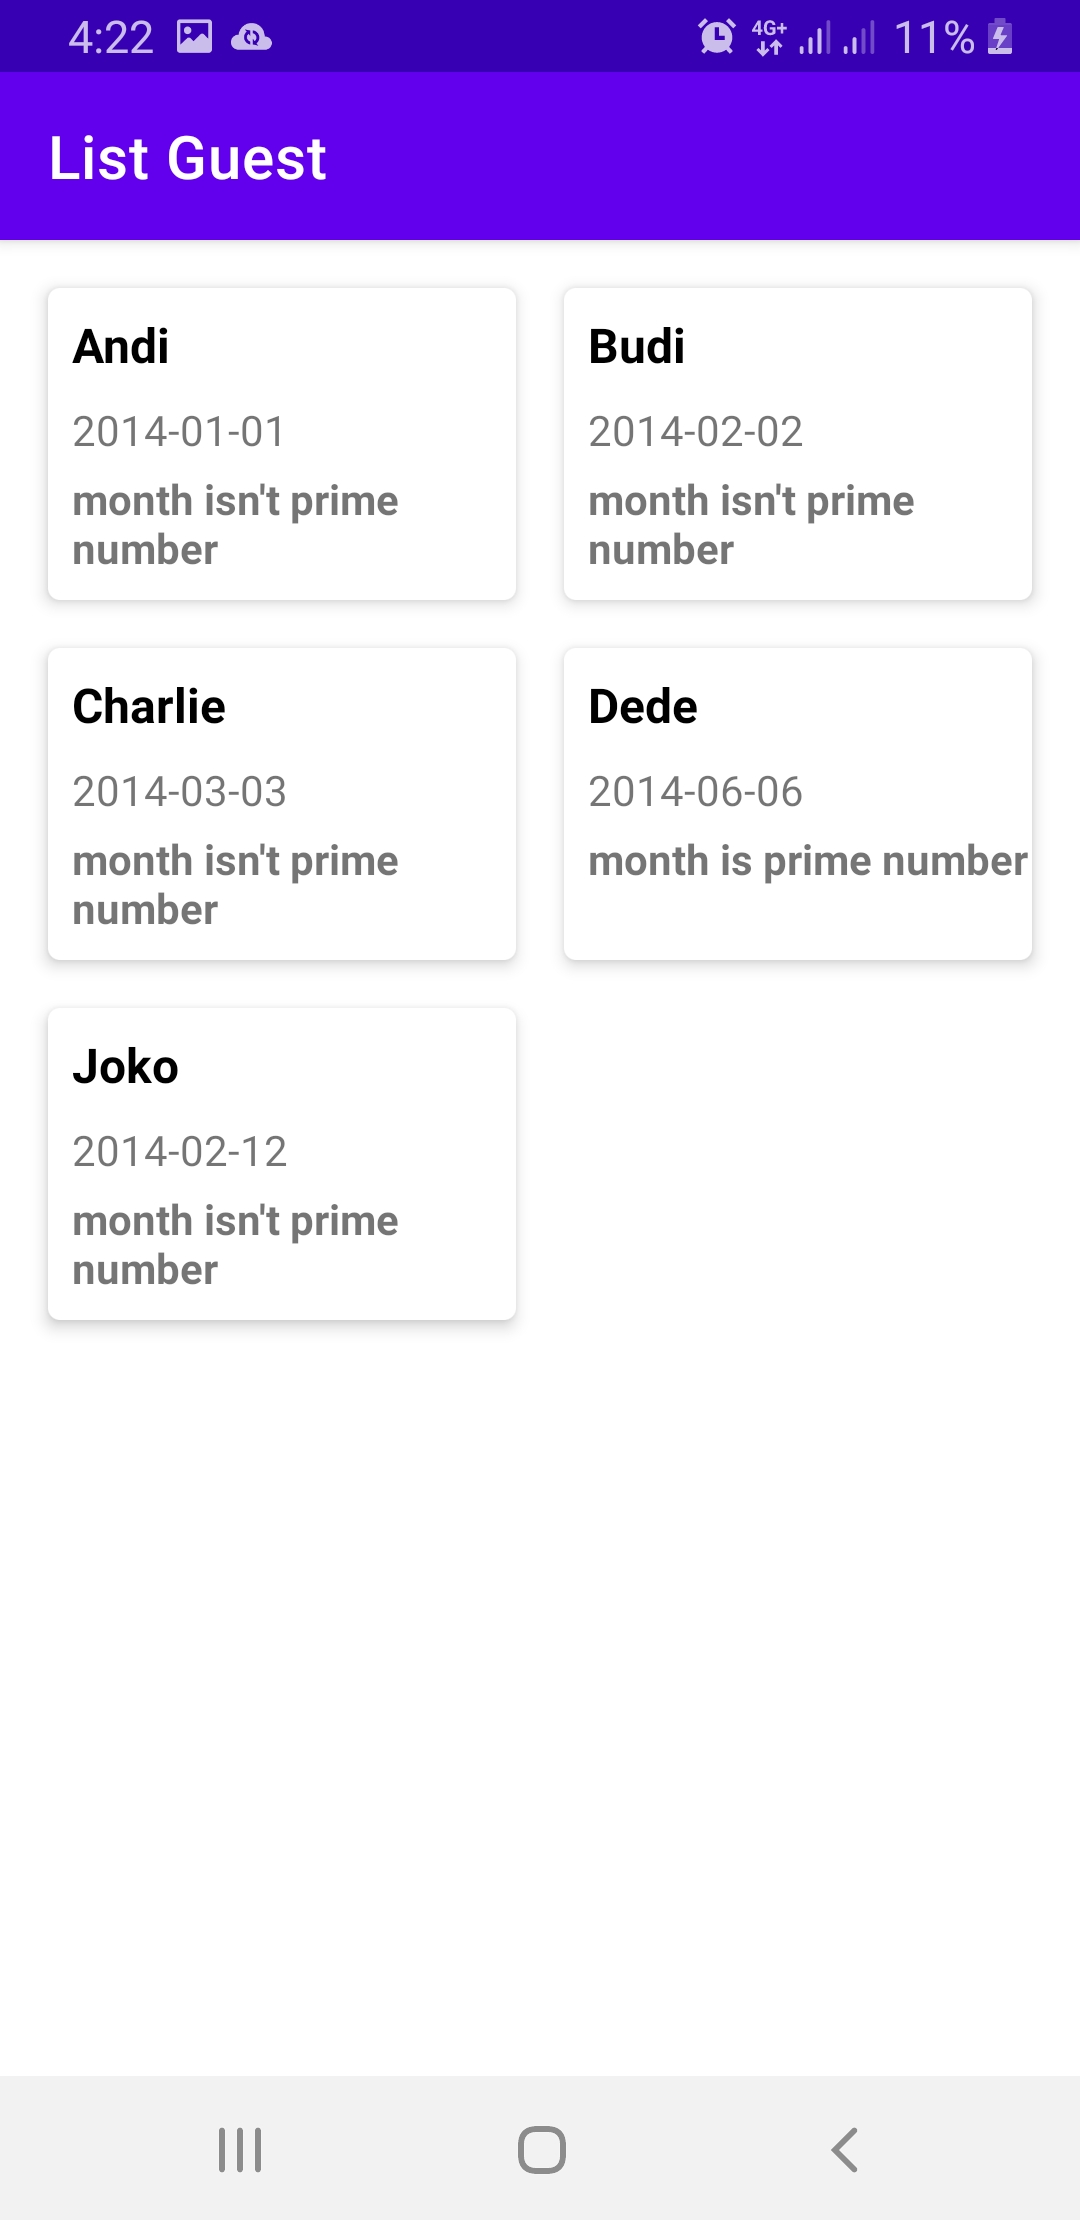 4:22
4G+
11%
List Guest
Andi
2014-01-01
month isn't prime
number
Budi
2014-02-02
month isn't prime
number
Charlie
2014-03-03
month isn't prime
number
Dede
2014-06-06
month is prime number
Joko
2014-02-12
month isn't prime
number